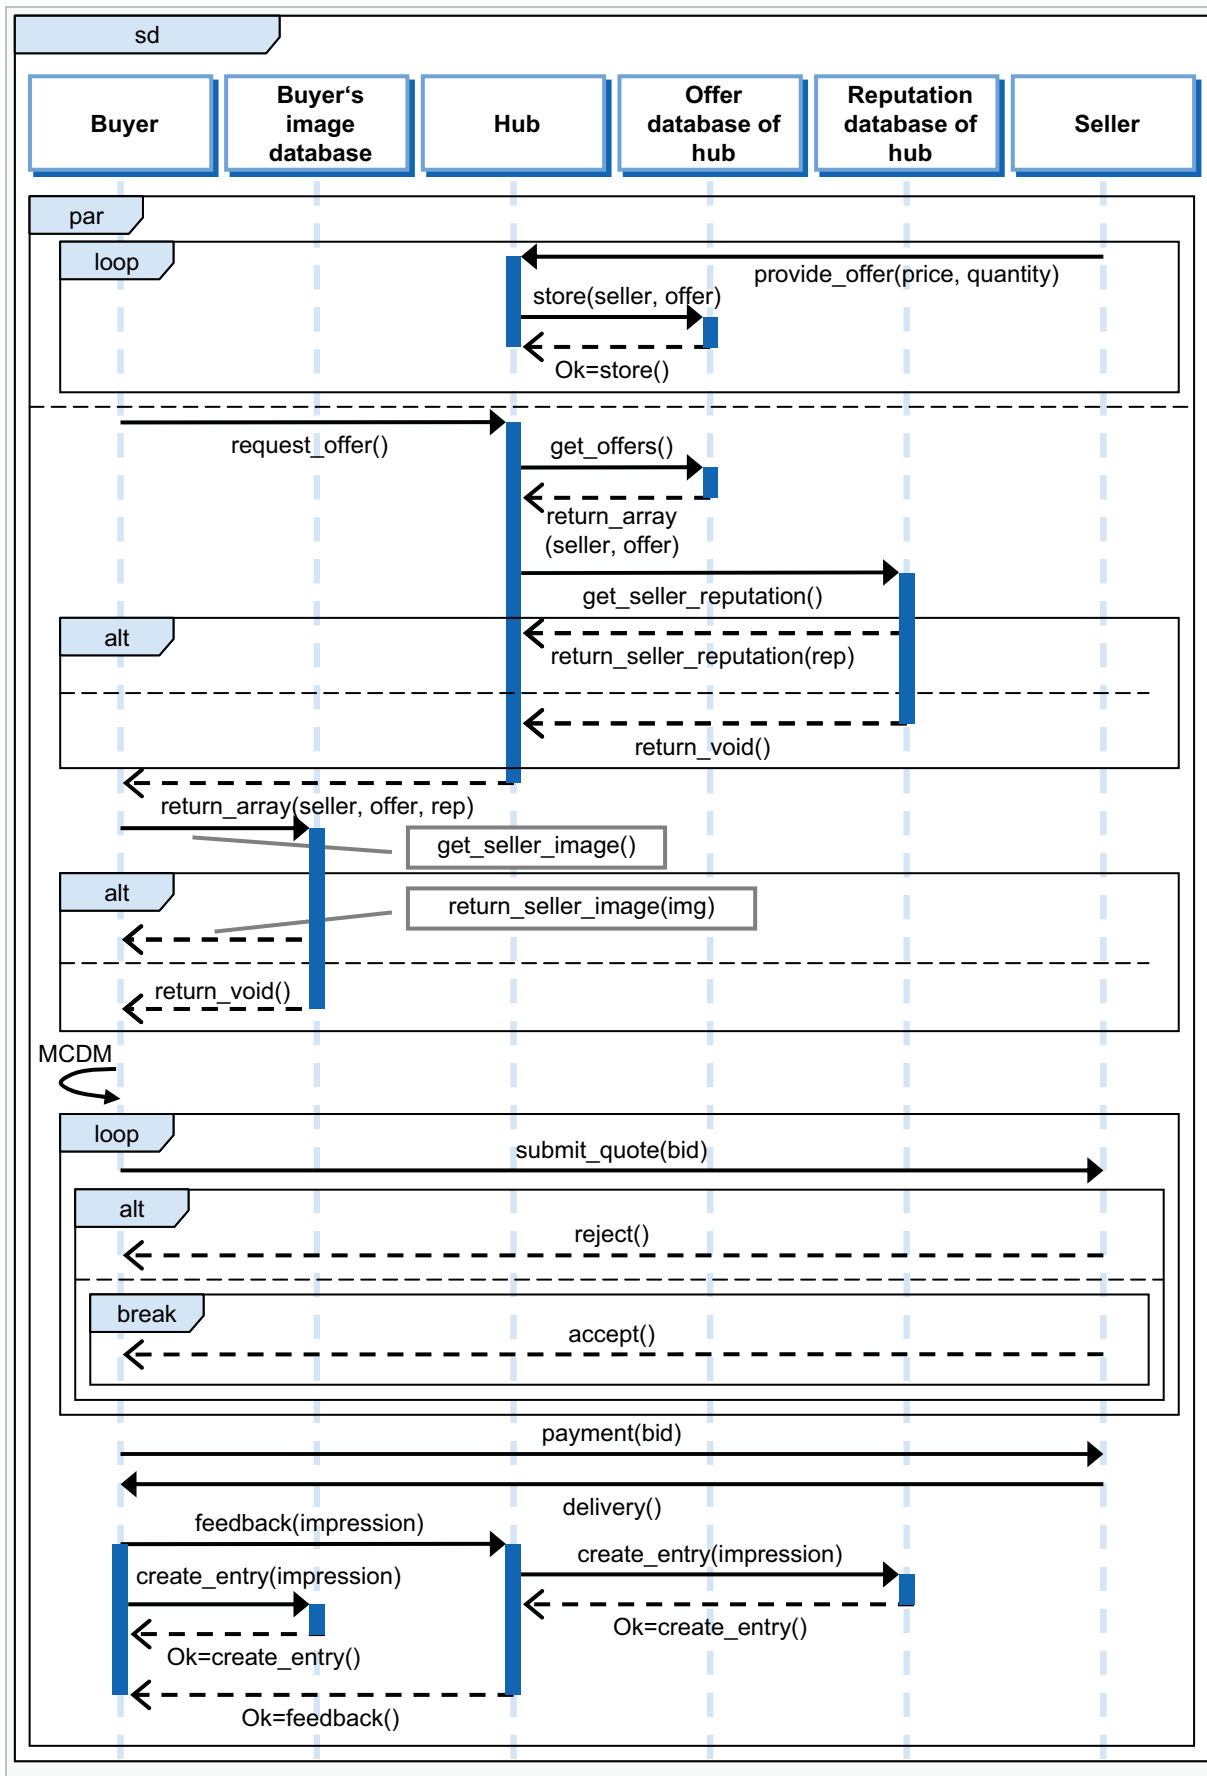 sd
Buyer
Buyer‘s
image
database
Hub
Offer
database of
hub
Reputation
database of
hub
Seller
par
loop
provide_offer(price, quantity)
store(seller, offer)
Ok=store()
request_offer()
get_offers()
return_array
(seller, offer)
get_seller_reputation()
alt
return_seller_reputation(rep)
return_void()
return_array(seller, offer, rep)
get_seller_image()
alt
return_seller_image(img)
return_void()
MCDM
loop
submit_quote(bid)
alt
reject()
break
accept()
payment(bid)
delivery()
feedback(impression)
create_entry(impression)
create_entry(impression)
Ok=create_entry()
Ok=create_entry()
Ok=feedback()